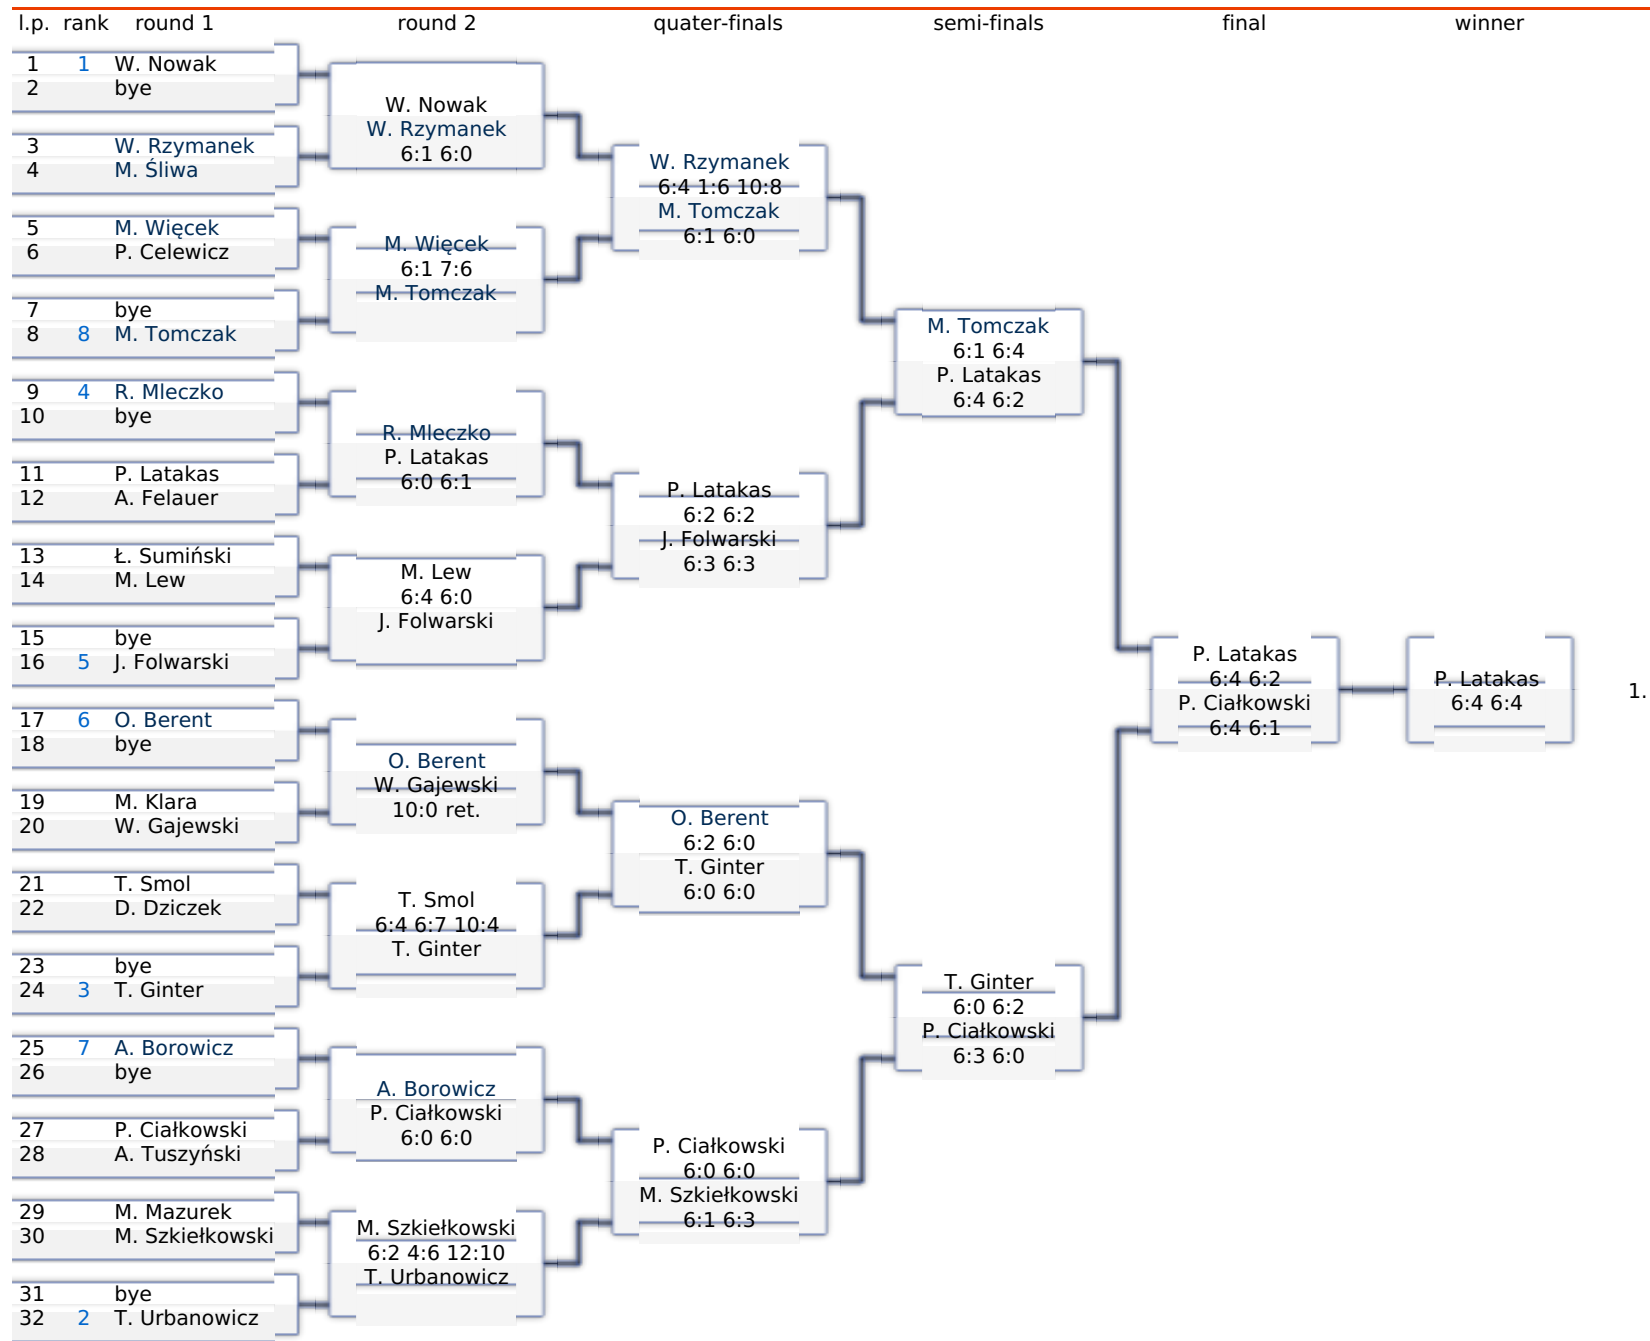 l.p. rank round 1 round 2 quater-finals semi-finals final winner
1 1 W. Nowak
2 bye
3 W. Rzymanek
4 M. Śliwa
5 M. Więcek
6 P. Celewicz
7 bye
8 8 M. Tomczak
9 4 R. Mleczko
10 bye
11 P. Latakas
12 A. Felauer
13 Ł. Sumiński
14 M. Lew
15 bye
16 5 J. Folwarski
17 6 O. Berent
18 bye
19 M. Klara
20 W. Gajewski
21 T. Smol
22 D. Dziczek
23 bye
24 3 T. Ginter
25 7 A. Borowicz
26 bye
27 P. Ciałkowski
28 A. Tuszyński
29 M. Mazurek
30 M. Szkiełkowski
31 bye
32 2 T. Urbanowicz
W. Nowak
W. Rzymanek
6:1 6:0
M. Więcek
6:1 7:6
M. Tomczak
R. Mleczko
P. Latakas
6:0 6:1
M. Lew
6:4 6:0
J. Folwarski
O. Berent
W. Gajewski
10:0 ret.
T. Smol
6:4 6:7 10:4
T. Ginter
A. Borowicz
P. Ciałkowski
6:0 6:0
M. Szkiełkowski
6:2 4:6 12:10
T. Urbanowicz
W. Rzymanek
6:4 1:6 10:8
M. Tomczak
6:1 6:0
P. Latakas
6:2 6:2
J. Folwarski
6:3 6:3
O. Berent
6:2 6:0
T. Ginter
6:0 6:0
P. Ciałkowski
6:0 6:0
M. Szkiełkowski
6:1 6:3
M. Tomczak
6:1 6:4
P. Latakas
6:4 6:2
T. Ginter
6:0 6:2
P. Ciałkowski
6:3 6:0
P. Latakas
6:4 6:2
P. Ciałkowski
6:4 6:1
P. Latakas
6:4 6:4
1.